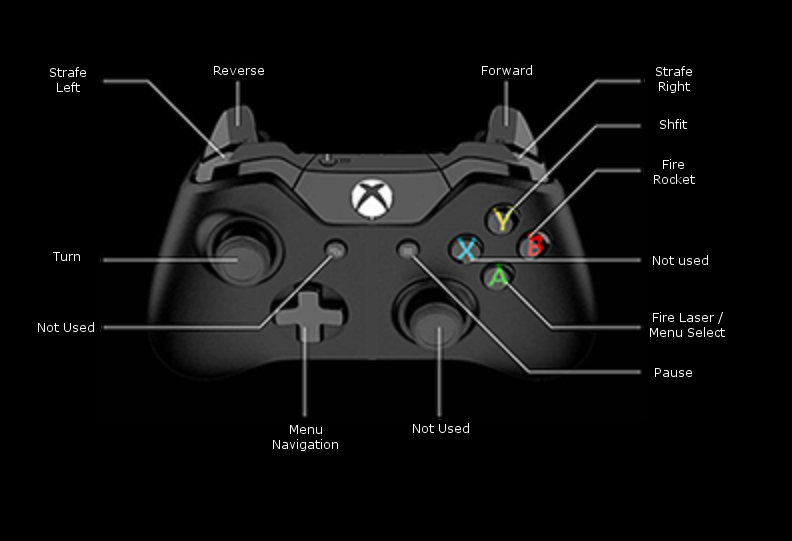 Strafe
Left
Reverse
Forward
Strafe
Right
Shfit
Fire
Rocket
Y
X
B
A
Turn
Not used
Not Used
Fire Laser /
Menu Select
Pause
Menu
Navigation
Not Used